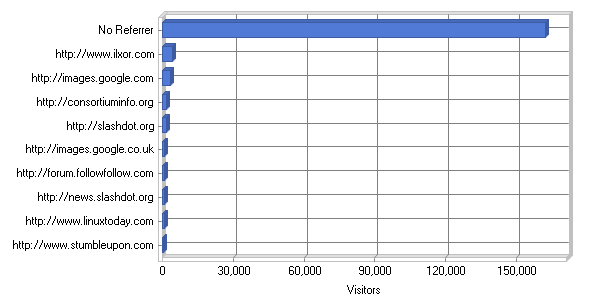 No Referrer
http://www.ilxor.com
http://images.google.com
http://consortiuminfo.org
http://slashdot.org
http://images.google.co.uk
http://forum.followfollow.com
http://news.slashdot.org
http://www.linuxtoday.com
http://www.stumbleupon.com
0 30,000 60,000 90,000 120,000 150,000
Visitors